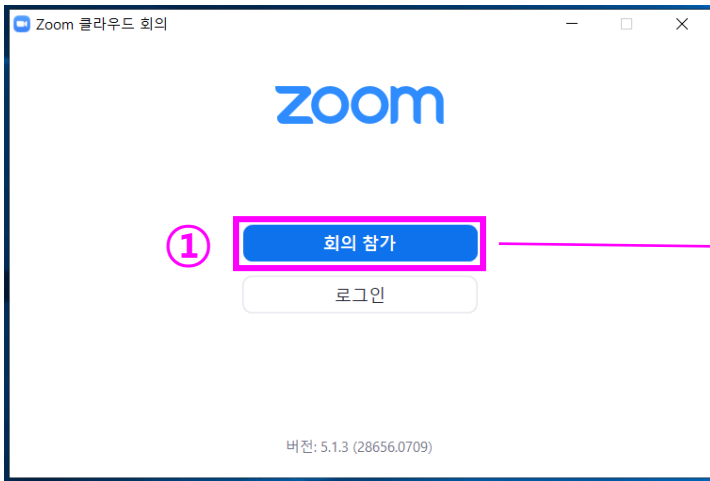 Zoom 클라우드 회의
zoom
①
회의 참가
로그인
버전: 5.1.3 (28656.0709)